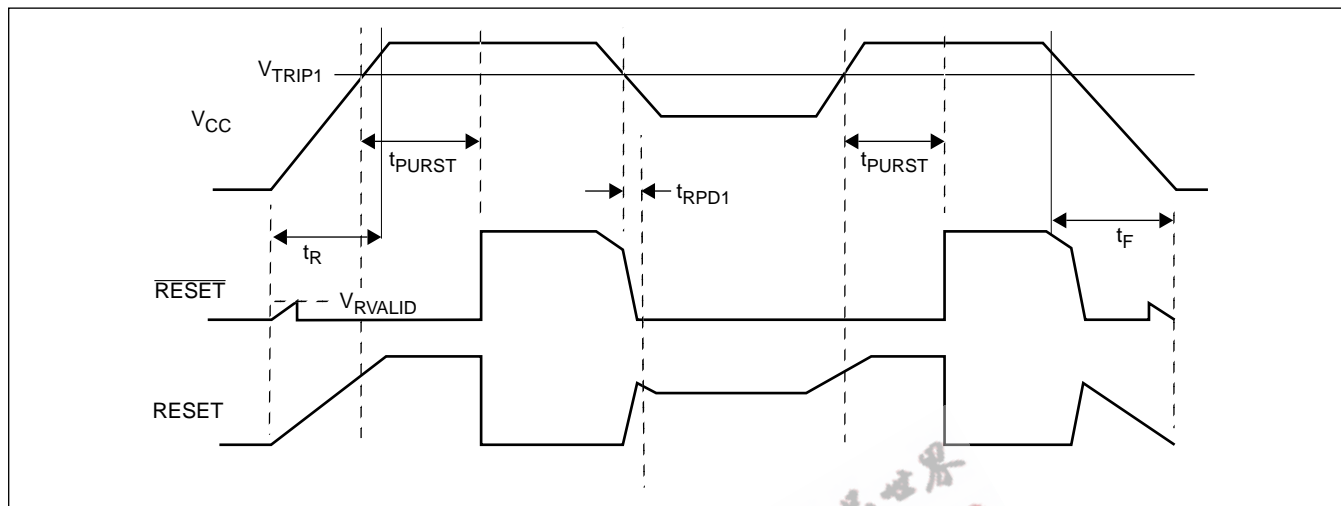 VTRIP1
VCC
tPURST
tPURST
tRPD1
tR
tF
RESET
VRVALID
RESET